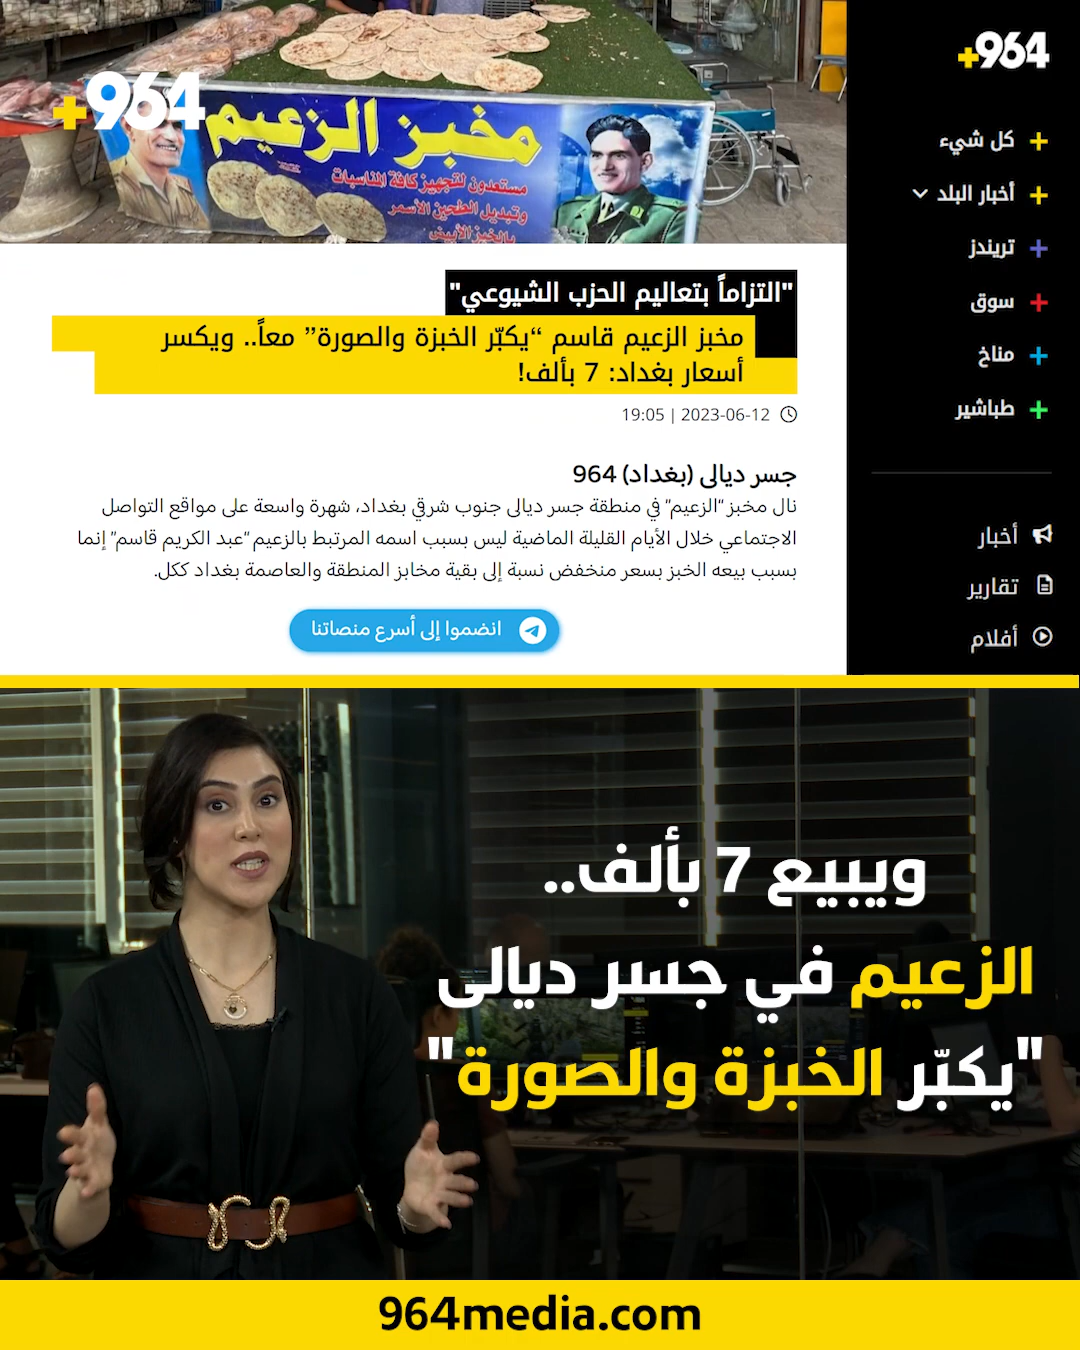 +964
مخبز الزعيم
مستعدون لتجهيز كافة المناسبات
وتبديل الطحين الأسمر
بالخبز الأبيض
+964
كل شيء
أخبار البلد
تريندز
سوق
مناخ
طباشير
أخبار
تقارير
أفلام
"التزاماً بتعاليم الحزب الشيوعي"
مخبز الزعيم قاسم “يكبّر الخبزة والصورة” معاً.. ويكسر
أسعار بغداد: 7 بألف!
2023-06-12 | 19:05
جسر ديالى (بغداد) 964
نال مخبز “الزعيم” في منطقة جسر ديالى جنوب شرقي بغداد، شهرة واسعة على مواقع التواصل
الاجتماعي خلال الأيام القليلة الماضية ليس بسبب اسمه المرتبط بالزعيم “عبد الكريم قاسم” إنما
بسبب بيعه الخبز بسعر منخفض نسبة إلى بقية مخابز المنطقة والعاصمة بغداد ككل.
انضموا إلى أسرع منصاتنا
ويبيع 7 بألف..
الزعيم في جسر ديالى
"يكبّر الخبزة والصورة"
964media.com